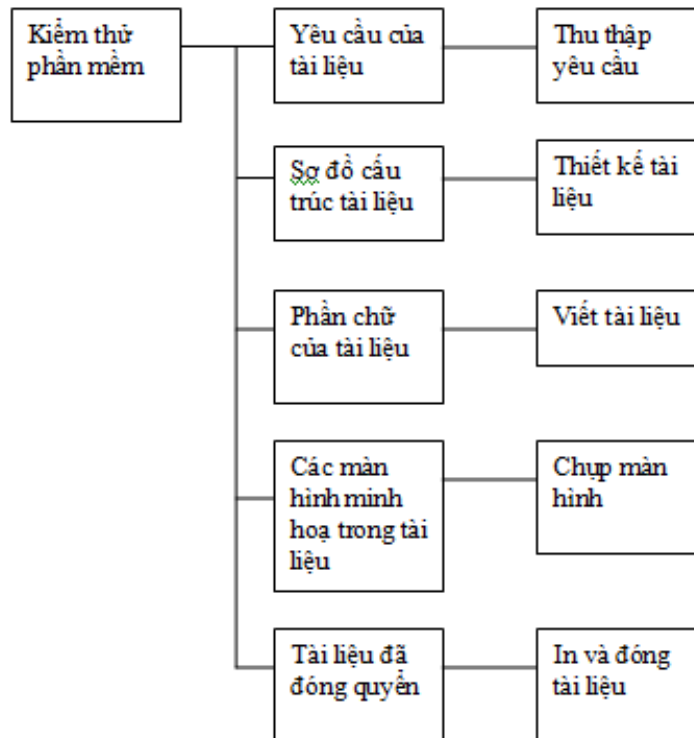 Kiểm thử
phần mềm
Yêu cầu của
tài liệu
Thu thập
yêu cầu
Sơ đồ cấu
trúc tài liệu
Thiết kế tài
liệu
Phần chữ
của tài liệu
Viết tài liệu
Các màn
hình minh
hoạ trong tài
liệu
Chụp màn
hình
Tài liệu đã
đóng quyển
In và đóng
tài liệu